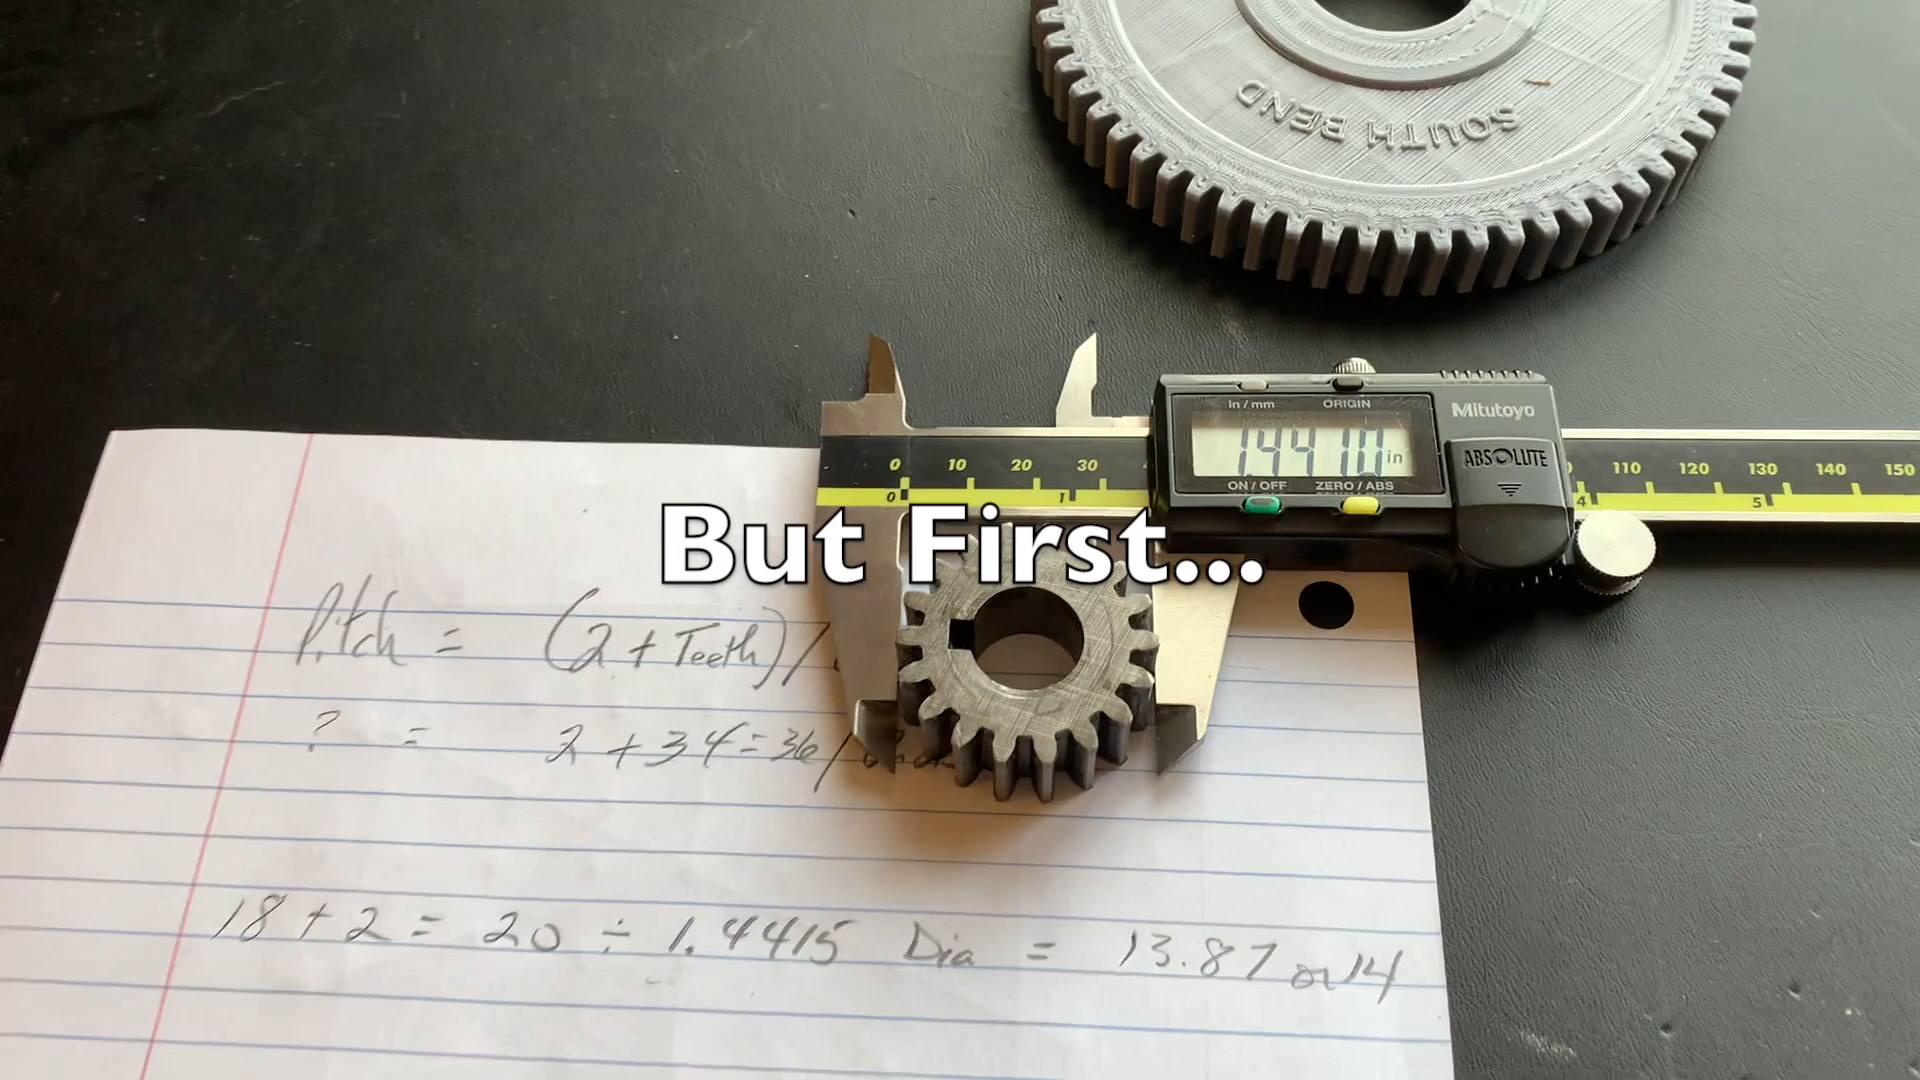 SOUTH BEND
in/mm ORIGIN
Mitutoyo
1.4410 in
ABSOLUTE
ON/OFF ZERO/ABS
0 10 20 30 110 120 130 140 150
0 1 4 5
But First...
Pitch = (2 + Teeth) /
? = 2 + 34 = 36 /
18 + 2 = 20 ÷ 1.4415 Dia = 13.87 or 14